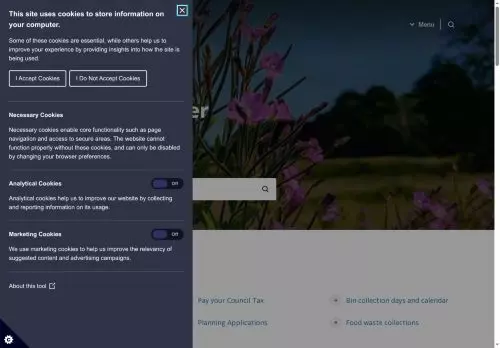 This site uses cookies to store information on
your computer.
Menu
Some of these cookies are essential, while others help us to
improve your experience by providing insights into how the site is
being used.
I Accept Cookies
I Do Not Accept Cookies
Necessary Cookies
Necessary cookies enable core functionality such as page
navigation and access to secure areas. The website cannot
function properly without these cookies, and can only be disabled
by changing your browser preferences.
Analytical Cookies
Off
Analytical cookies help us to improve our website by collecting
and reporting information on its usage.
Marketing Cookies
Off
We use marketing cookies to help us improve the relevancy of
suggested content and advertising campaigns.
About this tool
Pay your Council Tax
Bin collection days and calendar
Planning Applications
Food waste collections